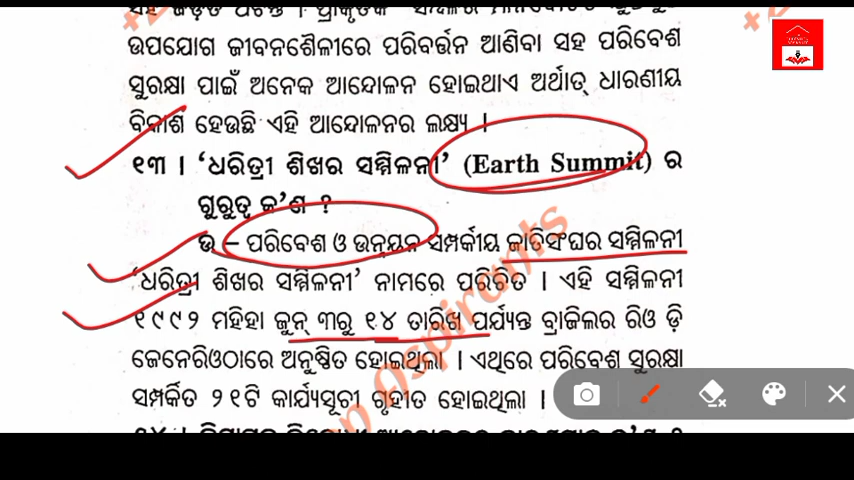 ଉପଯୋଗ ଜୀବନଶୈଳୀରେ ପରିବର୍ତ୍ତନ ଆଣିବା ସହ ପରିବେଶ
ସୁରକ୍ଷା ପାଇଁ ଅନେକ ଆନ୍ଦୋଳନ ହୋଇଥାଏ ଅର୍ଥାତ୍ ଧାରଣୀୟ
ବିକାଶ ହେଉଛି ଏହି ଆନ୍ଦୋଳନର ଲକ୍ଷ୍ୟ ।
୧୩ । ‘ଧରିତ୍ରୀ ଶିଖର ସମ୍ମିଳନୀ’ (Earth Summit) ର
ଗୁରୁତ୍ୱ କ’ଣ ?
ଉ – ପରିବେଶ ଓ ଉନ୍ନୟନ ସମ୍ପର୍କୀୟ ଜାତିସଂଘର ସମ୍ମିଳନୀ
‘ଧରିତ୍ରୀ ଶିଖର ସମ୍ମିଳନୀ’ ନାମରେ ପରିଚିତ । ଏହି ସମ୍ମିଳନୀ
୧୯୯୨ ମହିହା ଜୁନ୍ ୩ରୁ ୧୪ ତାରିଖ ପର୍ଯ୍ୟନ୍ତ ବ୍ରାଜିଲର ରିଓ ଡ଼ି
ଜେନେରିଓଠାରେ ଅନୁଷ୍ଠିତ ହୋଇଥିଲା । ଏଥିରେ ପରିବେଶ ସୁରକ୍ଷା
ସମ୍ପର୍କିତ ୨୧ଟି କାର୍ଯ୍ୟସୂଚୀ ଗୃହୀତ ହୋଇଥିଲା ।
Aspirants